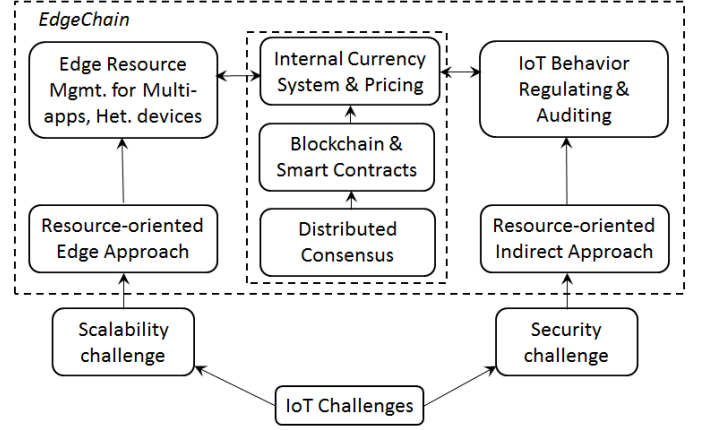 EdgeChain
Edge Resource
Mgmt. for Multi-
apps, Het. devices
Internal Currency
System & Pricing
IoT Behavior
Regulating &
Auditing
Blockchain &
Smart Contracts
Resource-oriented
Edge Approach
Distributed
Consensus
Resource-oriented
Indirect Approach
Scalability
challenge
Security
challenge
IoT Challenges